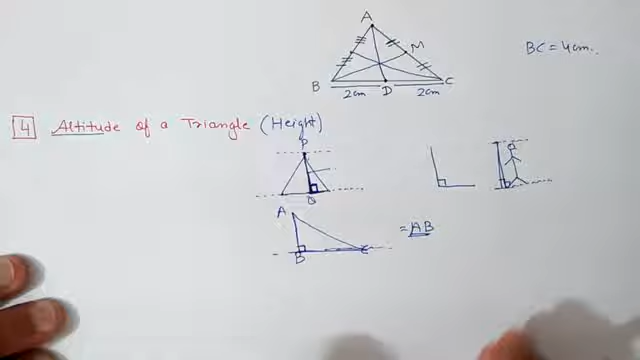 A
M
BC = 4cm.
B
2cm
D
2cm
C
4 Altitude of a Triangle (Height)
P
A
= AB
B
C